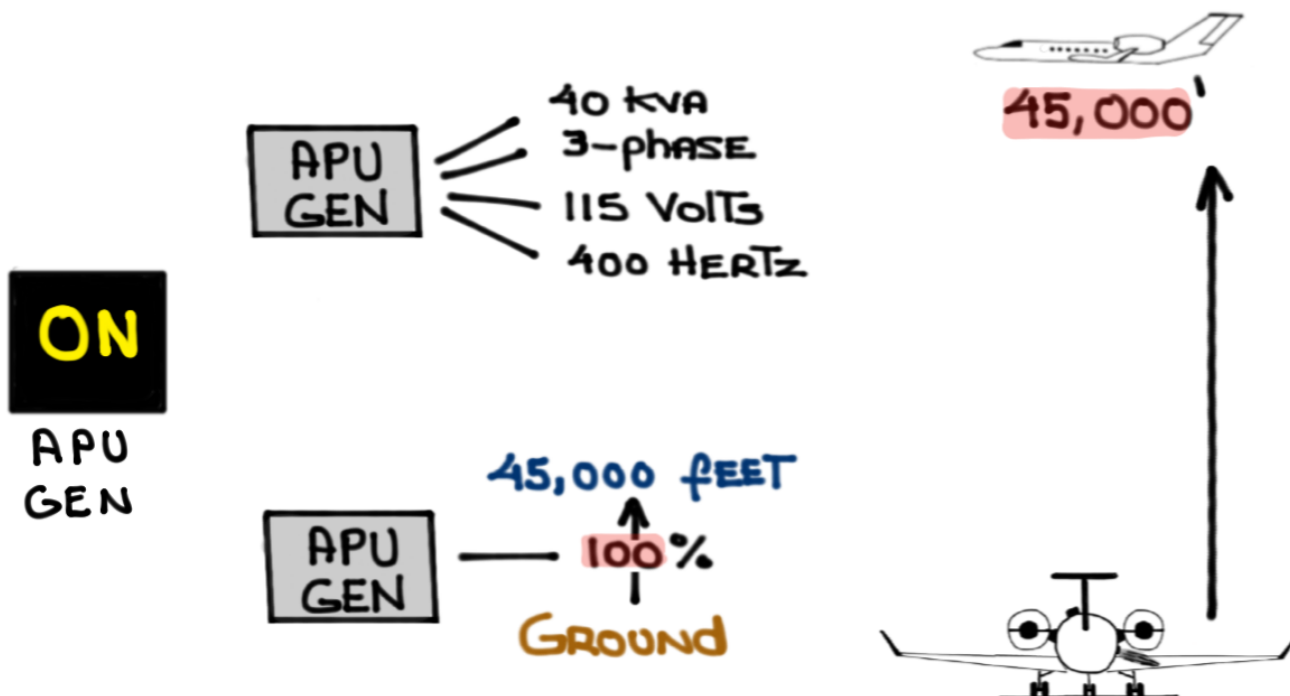 45,000'
APU
GEN
40 KVA
3-phASE
115 VolTs
400 HERTz
ON
APU
GEN
45,000 fEET
APU
GEN
100%
GROUNd